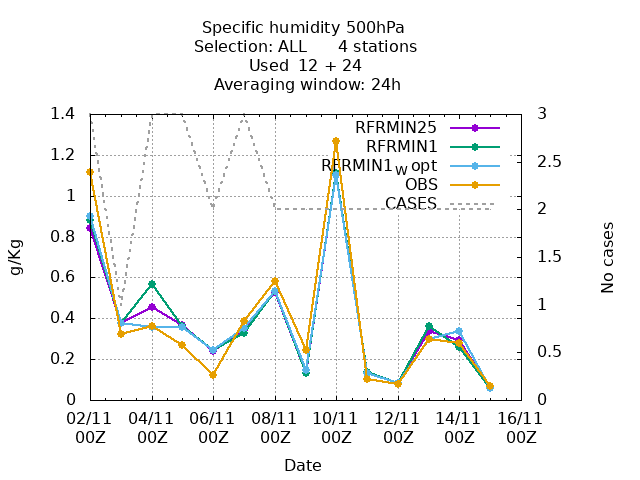 Specific humidity 500hPa
Selection: ALL      4 stations
Used  12 + 24
Averaging window: 24h
1.4
1.2
1
0.8
0.6
0.4
0.2
0
g/Kg
RFRMIN25
RFRMIN1
RFRMIN1w opt
OBS
CASES
3
2.5
2
1.5
1
0.5
0
No cases
02/11 04/11 06/11 08/11 10/11 12/11 14/11 16/11
00Z 00Z 00Z 00Z 00Z 00Z 00Z 00Z
Date